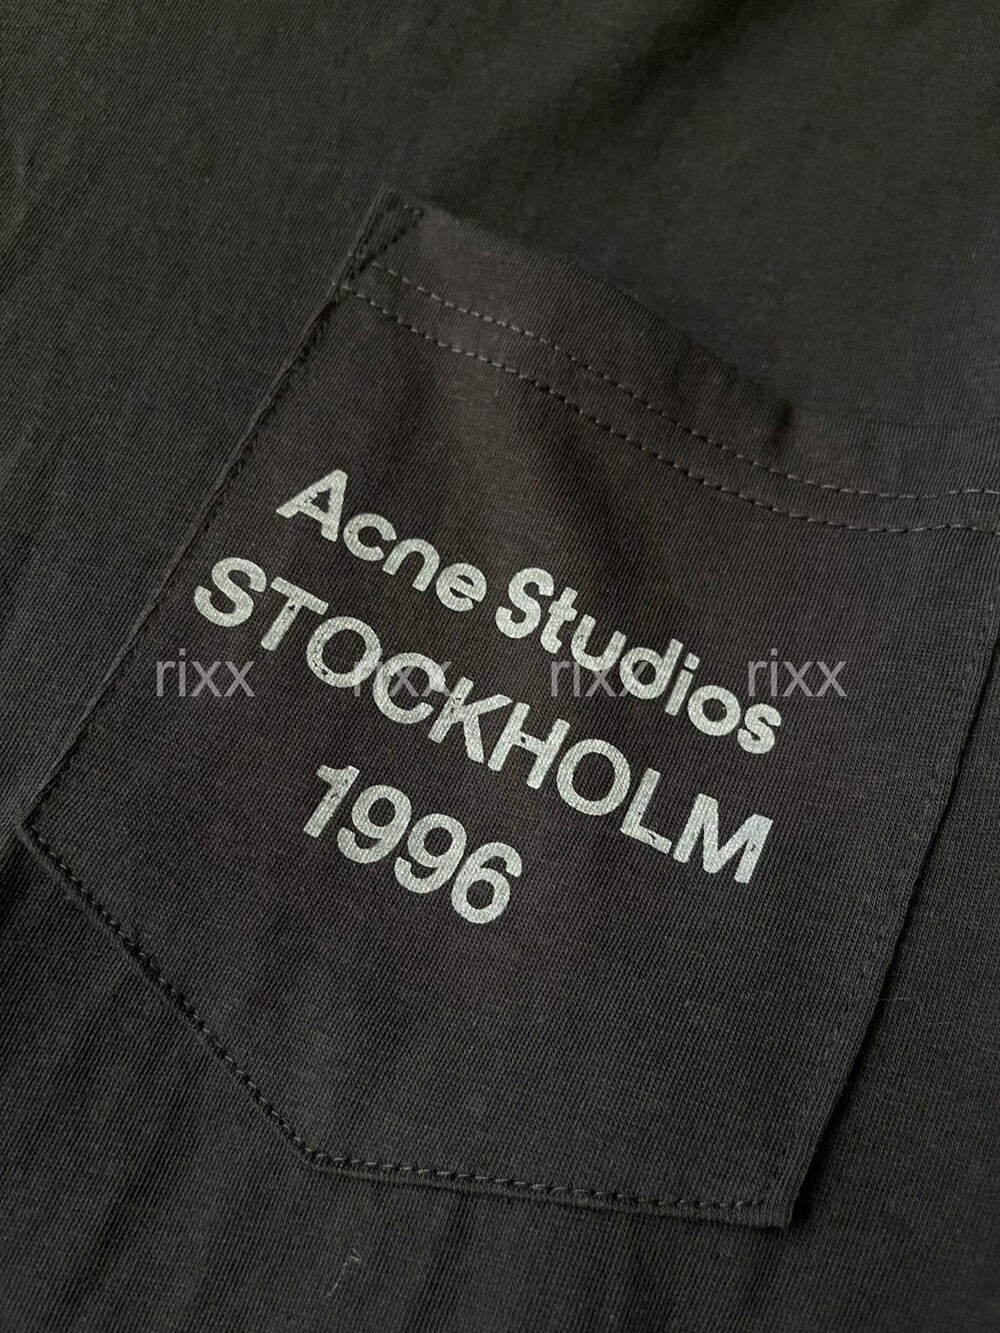 Acne Studios
STOCKHOLM
rixx rixx rixx rixx
1996